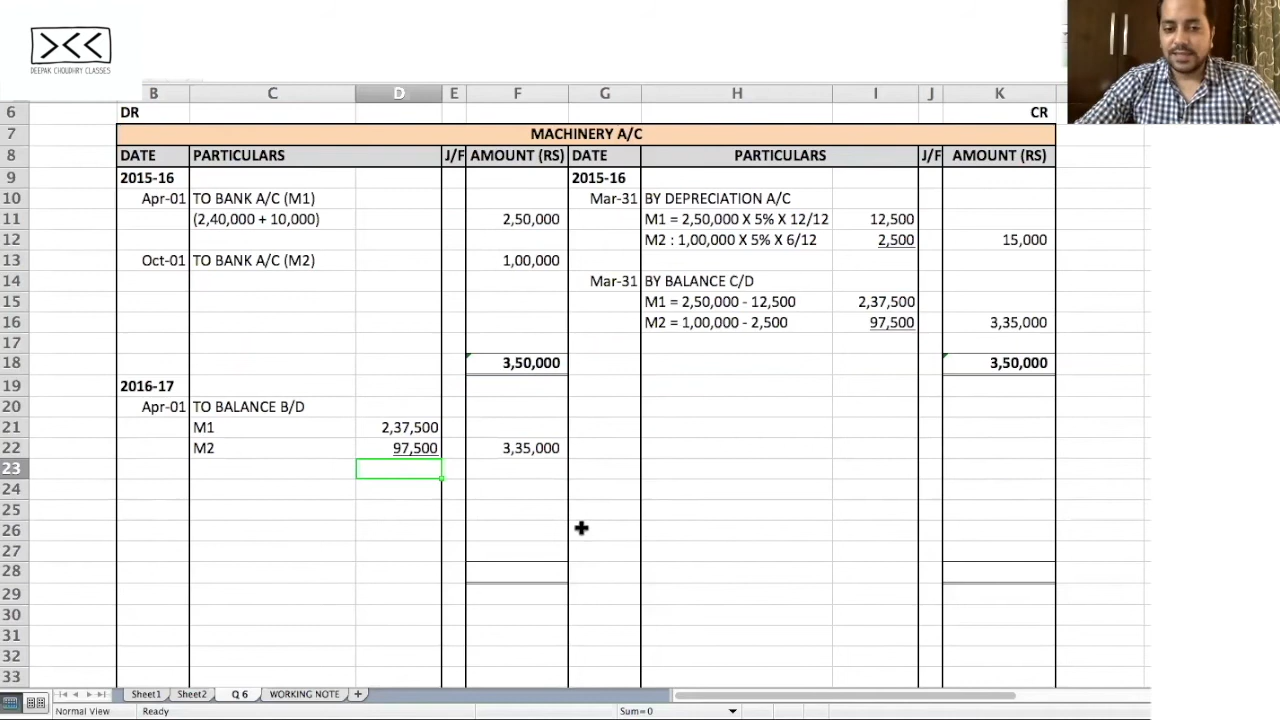 DEEPAK CHOUDHRY CLASSES
B C D E F G H I J K
6 DR CR
7 MACHINERY A/C
8 DATE PARTICULARS J/F AMOUNT (RS) DATE PARTICULARS J/F AMOUNT (RS)
9 2015-16 2015-16
10 Apr-01 TO BANK A/C (M1) Mar-31 BY DEPRECIATION A/C
11 (2,40,000 + 10,000) 2,50,000 M1 = 2,50,000 X 5% X 12/12 12,500
12 M2 : 1,00,000 X 5% X 6/12 2,500 15,000
13 Oct-01 TO BANK A/C (M2) 1,00,000
14 Mar-31 BY BALANCE C/D
15 M1 = 2,50,000 - 12,500 2,37,500
16 M2 = 1,00,000 - 2,500 97,500 3,35,000
17
18 3,50,000 3,50,000
19 2016-17
20 Apr-01 TO BALANCE B/D
21 M1 2,37,500
22 M2 97,500 3,35,000
23
24
25
26
27
28
29
30
31
32
33
Sheet1 Sheet2 Q 6 WORKING NOTE +
Normal View Ready Sum=0